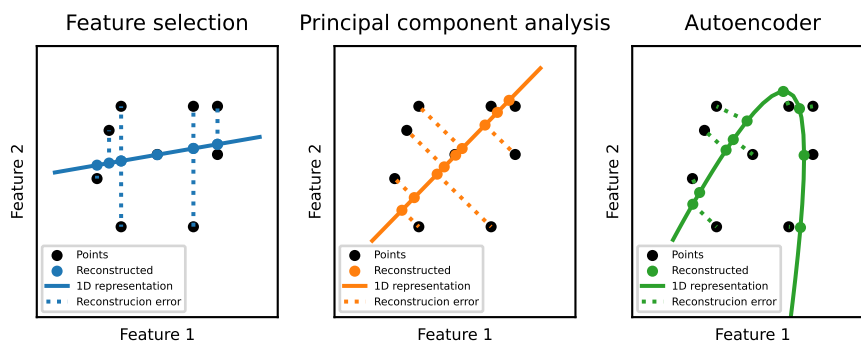 Feature selection
Feature 2
Points
Reconstructed
1D representation
Reconstrucion error
Feature 1
Principal component analysis
Feature 2
Points
Reconstructed
1D representation
Reconstrucion error
Feature 1
Autoencoder
Feature 2
Points
Reconstructed
1D representation
Reconstrucion error
Feature 1